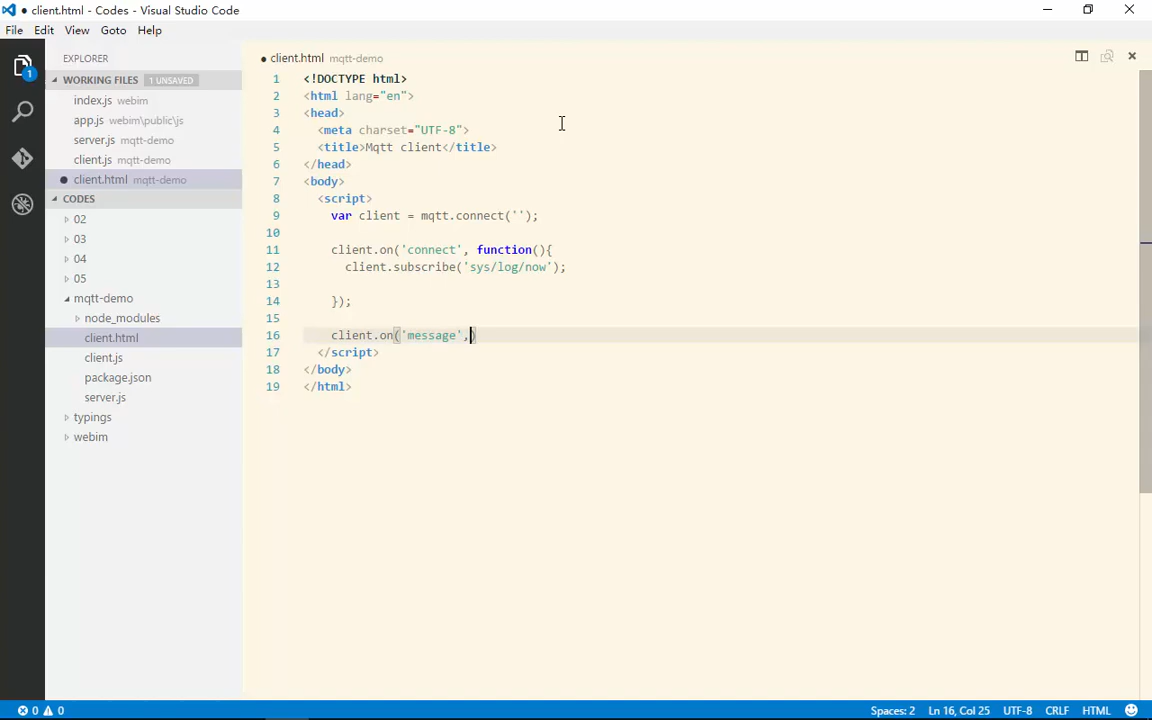 client.html - Codes - Visual Studio Code
File Edit View Goto Help
EXPLORER
WORKING FILES 1 UNSAVED
index.js webim
app.js webim\public\js
server.js mqtt-demo
client.js mqtt-demo
client.html mqtt-demo
CODES
02
03
04
05
mqtt-demo
node_modules
client.html
client.js
package.json
server.js
typings
webim
1
client.html mqtt-demo
1 <!DOCTYPE html>
2 <html lang="en">
3 <head>
4 <meta charset="UTF-8">
5 <title>Mqtt client</title>
6 </head>
7 <body>
8 <script>
9 var client = mqtt.connect('');
10
11 client.on('connect', function(){
12 client.subscribe('sys/log/now');
13
14 });
15
16 client.on('message',)
17 </script>
18 </body>
19 </html>
0 0 Spaces: 2 Ln 16, Col 25 UTF-8 CRLF HTML